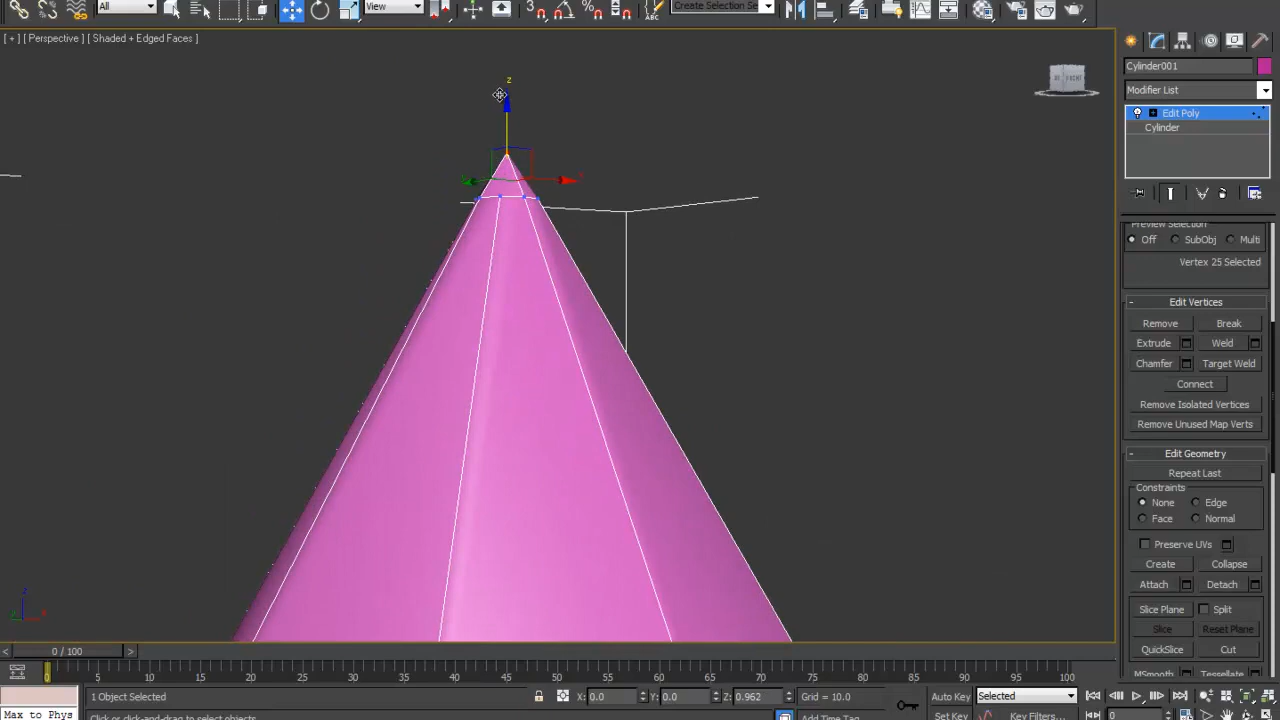 All
View
3
%
ABC
Create Selection Se
[ + ] [ Perspective ] [ Shaded + Edged Faces ]
z
x
FRONT
Cylinder001
Modifier List
Edit Poly
Cylinder
Preview Selection
Off SubObj Multi
Vertex 25 Selected
- Edit Vertices
Remove Break
Extrude Weld
Chamfer Target Weld
Connect
Remove Isolated Vertices
Remove Unused Map Verts
- Edit Geometry
Repeat Last
Constraints
None Edge
Face Normal
Preserve UVs
Create Collapse
Attach Detach
Slice Plane Split
Slice Reset Plane
QuickSlice Cut
MSmooth Tessellate
< 0 / 100 >
0 5 10 15 20 25 30 35 40 45 50 55 60 65 70 75 80 85 90 95 100
1 Object Selected X: 0.0 Y: 0.0 Z: 0.962 Grid = 10.0 Auto Key Selected
Max to Phys Click or click-and-drag to select objects Add Time Tag Set Key Key Filters... 0